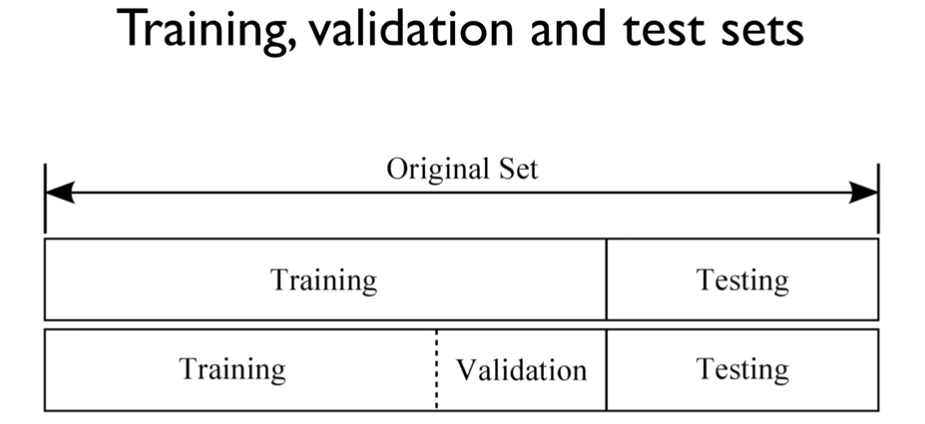 Training, validation and test sets
Original Set
Training Testing
Training Validation Testing